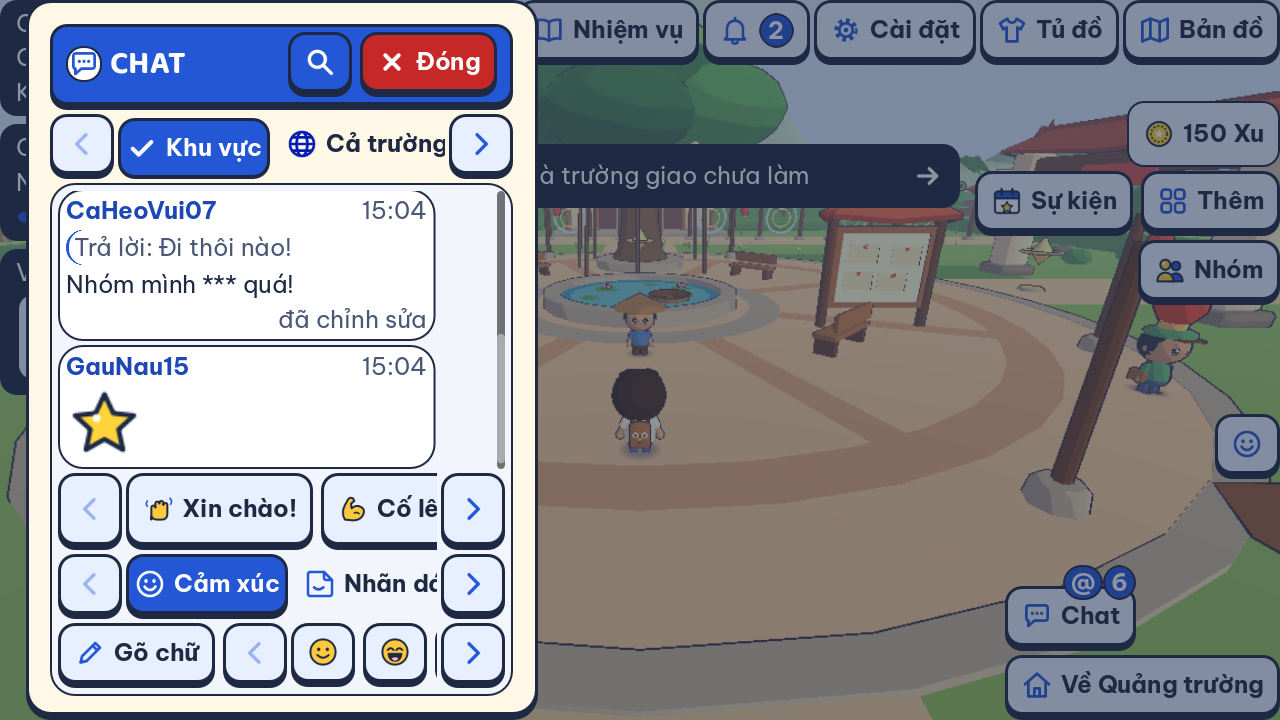 CHAT
Đóng
Khu vực
Cả trường
CaHeoVui07 15:04
Trả lời: Đi thôi nào!
Nhóm mình *** quá!
đã chỉnh sửa
GauNau15 15:04
Xin chào!
Cố lê
Cảm xúc
Nhãn
Gõ chữ
Nhiệm vụ
2
Cài đặt
Tủ đồ
Bản đồ
150 Xu
à trường giao chưa làm
Sự kiện
Thêm
Nhóm
@ 6
Chat
Về Quảng trường